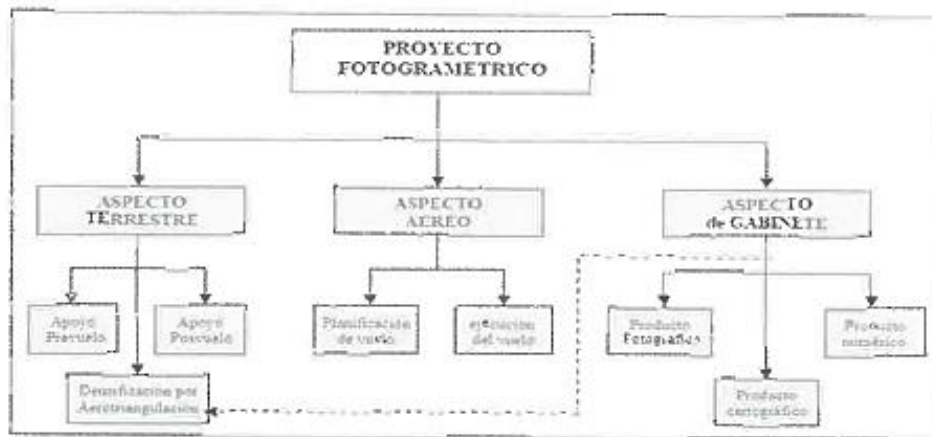 PROYECTO
FOTOGRAMETRICO
ASPECTO
TERRESTRE
ASPECTO
AEREO
ASPECTO
de GABINETE
Apoyo
Prevuelo
Apoyo
Posvuelo
Planificación
de vuelo
ejecución
del vuelo
Producto
Fotografico
Producto
numérico
Densificación por
Aerotriangulación
Producto
cartográfico